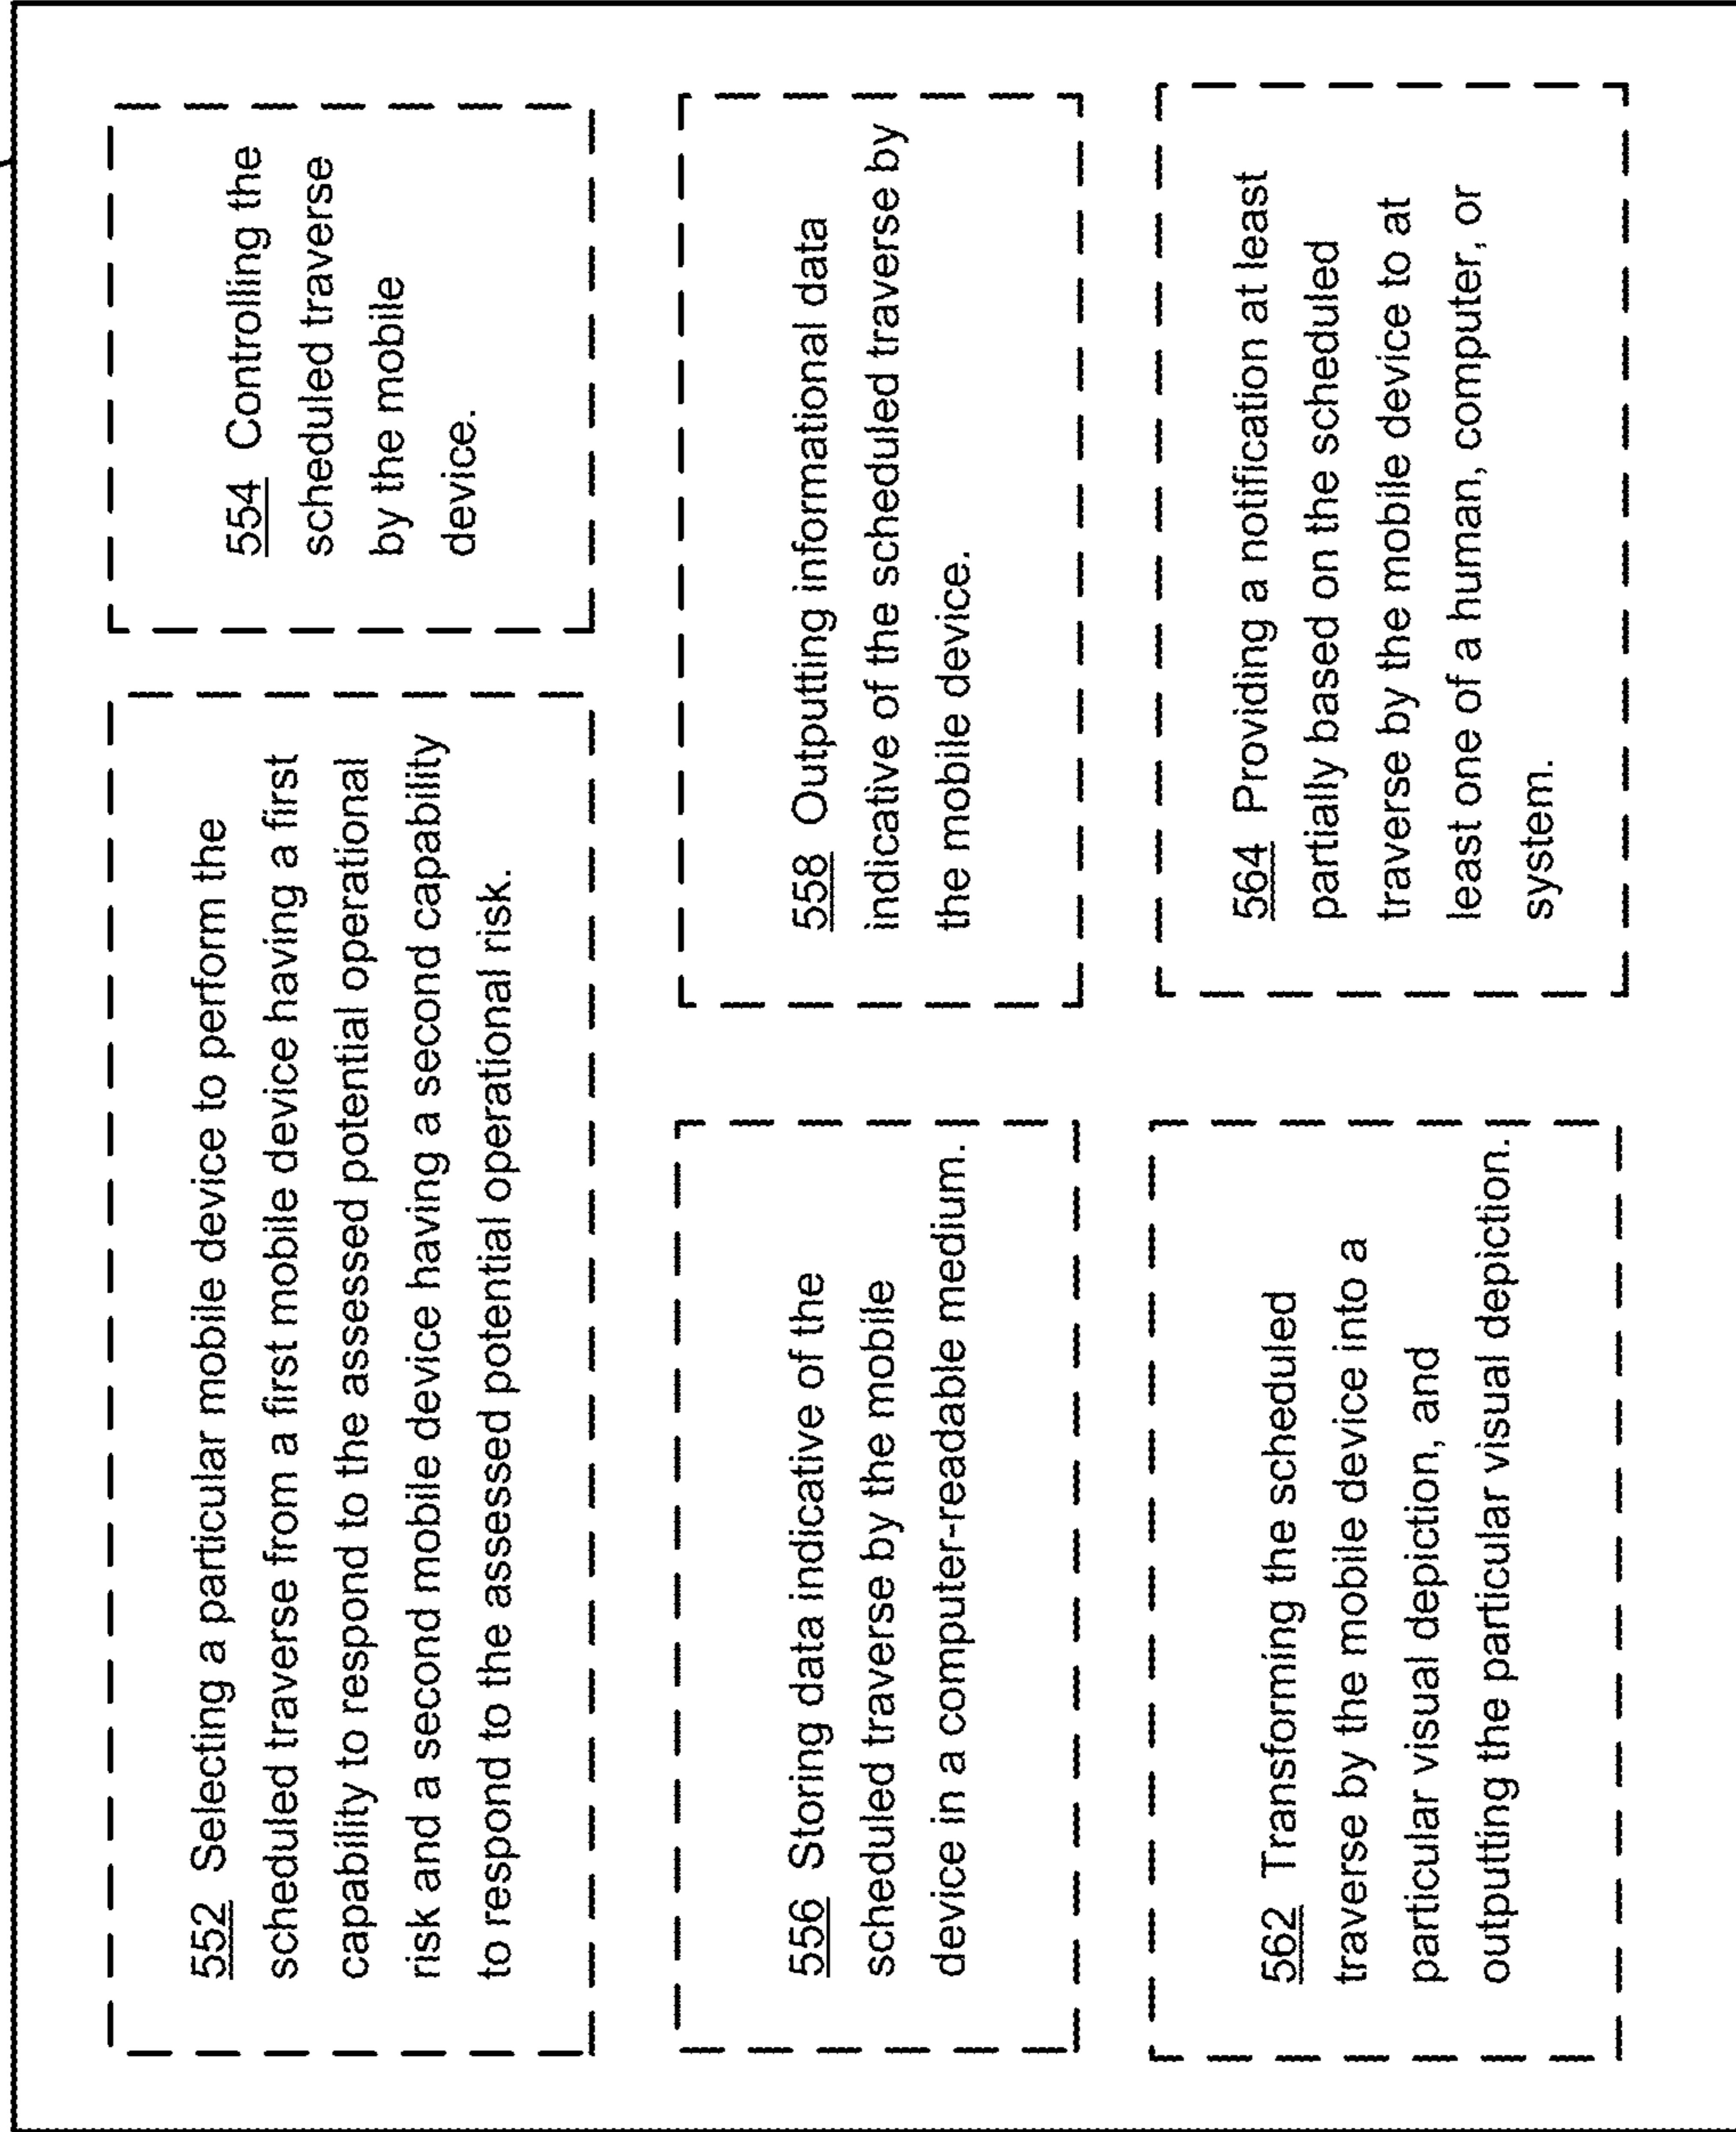 552 Selecting a particular mobile device to perform the
scheduled traverse from a first mobile device having a first
capability to respond to the assessed potential operational
risk and a second mobile device having a second capability
to respond to the assessed potential operational risk.
554 Controlling the
scheduled traverse
by the mobile
device.
556 Storing data indicative of the
scheduled traverse by the mobile
device in a computer-readable medium.
558 Outputting informational data
indicative of the scheduled traverse by
the mobile device.
562 Transforming the scheduled
traverse by the mobile device into a
particular visual depiction, and
outputting the particular visual depiction.
564 Providing a notification at least
partially based on the scheduled
traverse by the mobile device to at
least one of a human, computer, or
system.